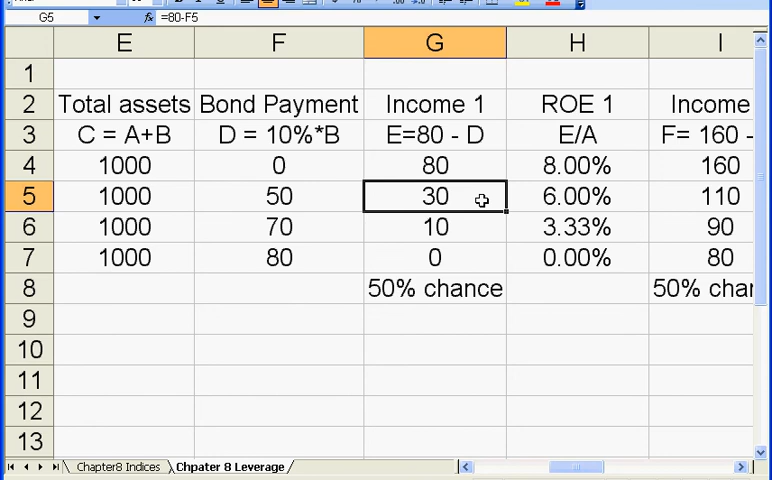 G5 fx =80-F5
E F G H I
1
2 Total assets Bond Payment Income 1 ROE 1 Income
3 C = A+B D = 10%*B E=80 - D E/A F= 160 -
4 1000 0 80 8.00% 160
5 1000 50 30 6.00% 110
6 1000 70 10 3.33% 90
7 1000 80 0 0.00% 80
8 50% chance 50% char
9
10
11
12
13
Chapter8 Indices Chpater 8 Leverage